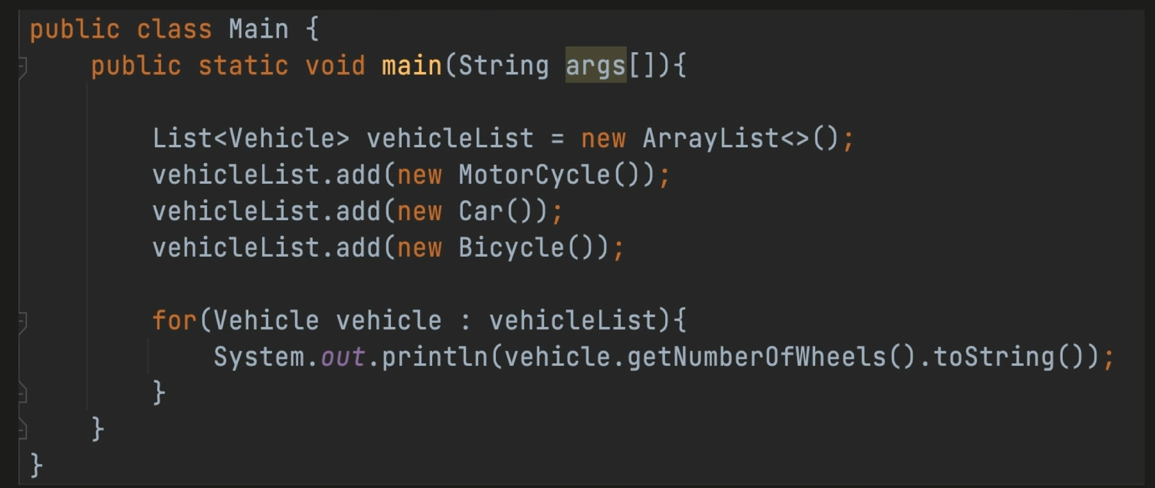 public class Main {
    public static void main(String args[]){
        List<Vehicle> vehicleList = new ArrayList<>();
        vehicleList.add(new MotorCycle());
        vehicleList.add(new Car());
        vehicleList.add(new Bicycle());
        for(Vehicle vehicle : vehicleList){
            System.out.println(vehicle.getNumberOfWheels().toString());
        }
    }
}